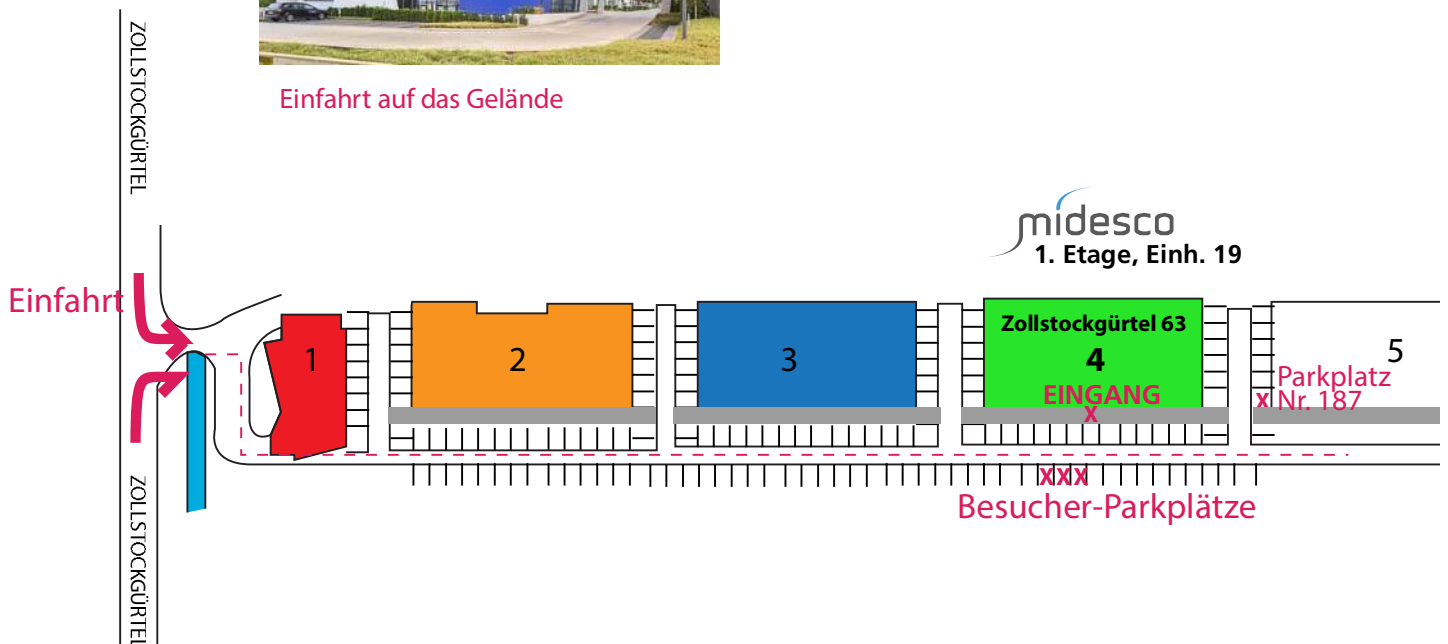 ZOLLSTOCKGÜRTEL
Einfahrt auf das Gelände
midesco
1. Etage, Einh. 19
Einfahrt
1
2
3
Zollstockgürtel 63
4
EINGANG
X
5
Parkplatz
X Nr. 187
XXX
Besucher-Parkplätze
ZOLLSTOCKGÜRTEL